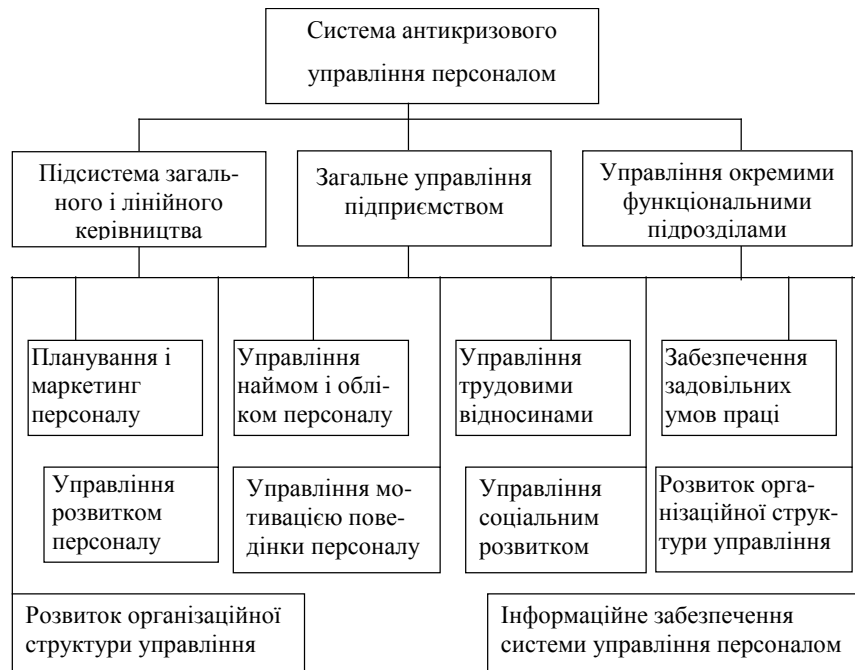 Система антикризового
управління персоналом
Підсистема загаль-
ного і лінійного
керівництва
Загальне управління
підприємством
Управління окремими
функціональними
підрозділами
Планування і
маркетинг
персоналу
Управління
наймом і облі-
ком персоналу
Управління
трудовими
відносинами
Забезпечення
задовільних
умов праці
Управління
розвитком
персоналу
Управління мо-
тивацією пове-
дінки персоналу
Управління
соціальним
розвитком
Розвиток орга-
нізаційної струк-
тури управління
Розвиток організаційної
структури управління
Інформаційне забезпечення
системи управління персоналом